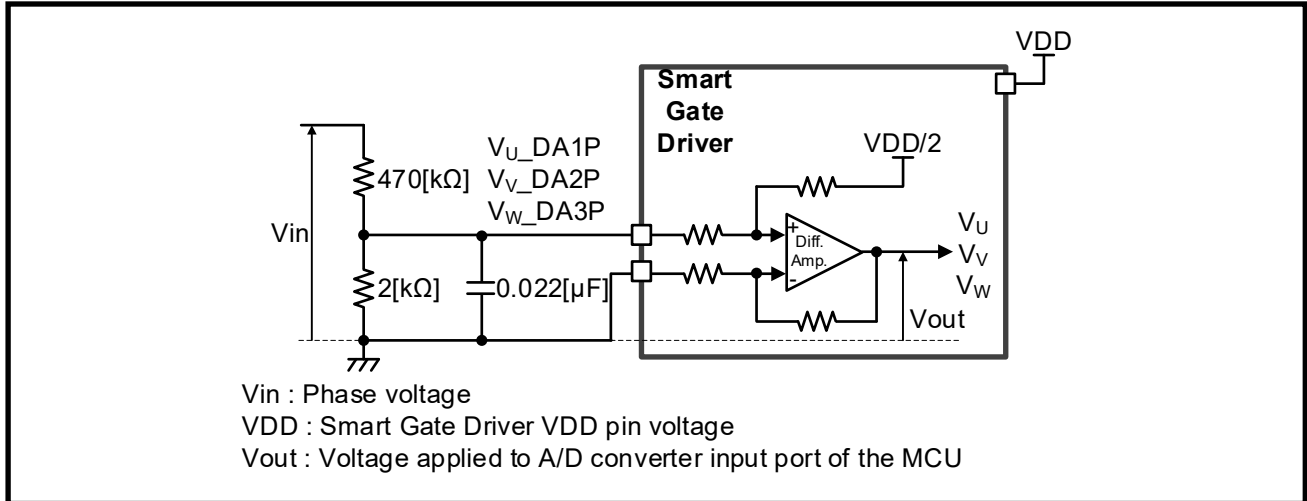 VDD
Smart
Gate
Driver
VDD/2
V_U_DA1P
V_V_DA2P
V_W_DA3P
470[kΩ]
Vin
+
Diff.
Amp.
-
V_U
V_V
V_W
2[kΩ]
0.022[µF]
Vout
Vin : Phase voltage
VDD : Smart Gate Driver VDD pin voltage
Vout : Voltage applied to A/D converter input port of the MCU